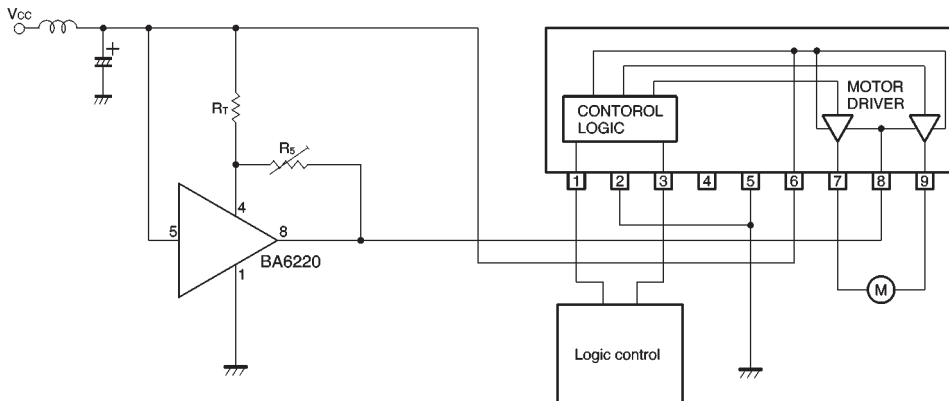 Vcc
+
RT
R5
4
5
8
BA6220
1
CONTOROL
LOGIC
MOTOR
DRIVER
1 2 3 4 5 6 7 8 9
M
Logic control